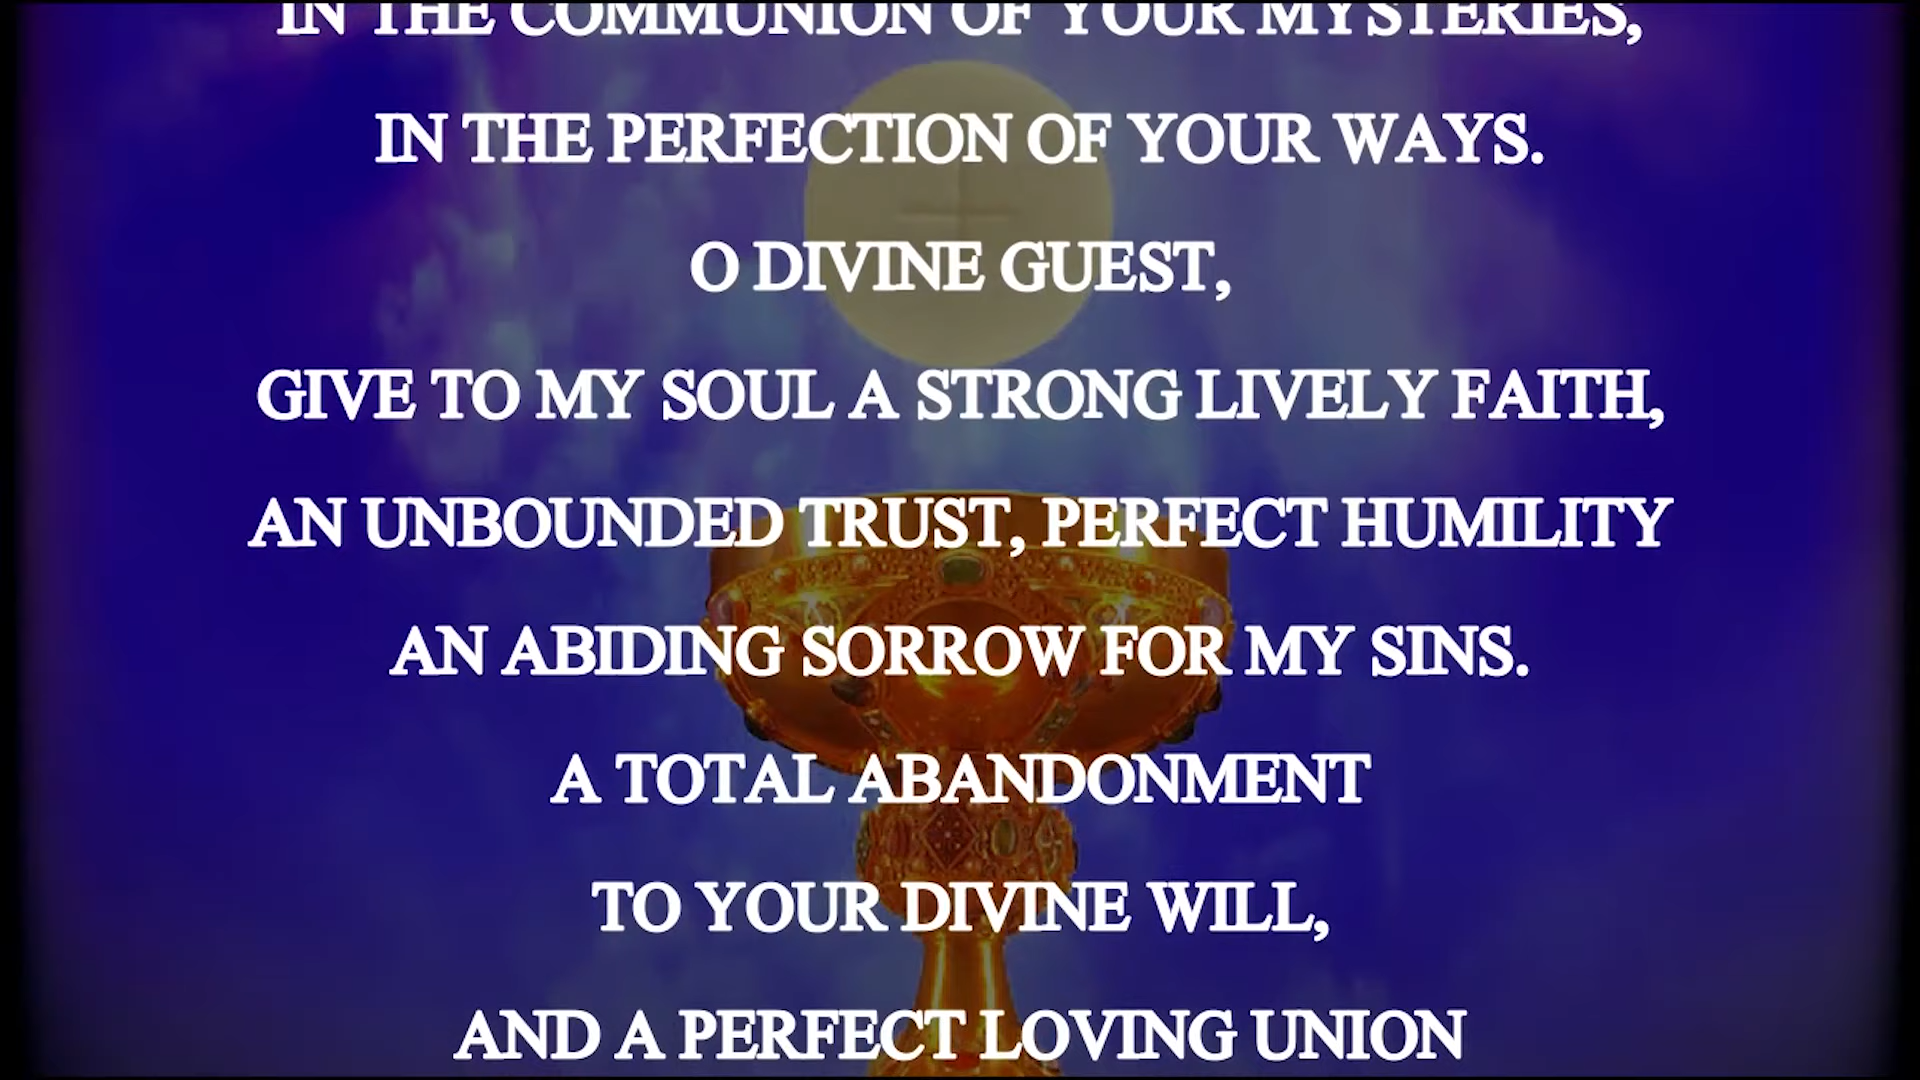 IN THE COMMUNION OF YOUR MYSTERIES,
IN THE PERFECTION OF YOUR WAYS.
O DIVINE GUEST,
GIVE TO MY SOUL A STRONG LIVELY FAITH,
AN UNBOUNDED TRUST, PERFECT HUMILITY
AN ABIDING SORROW FOR MY SINS.
A TOTAL ABANDONMENT
TO YOUR DIVINE WILL,
AND A PERFECT LOVING UNION